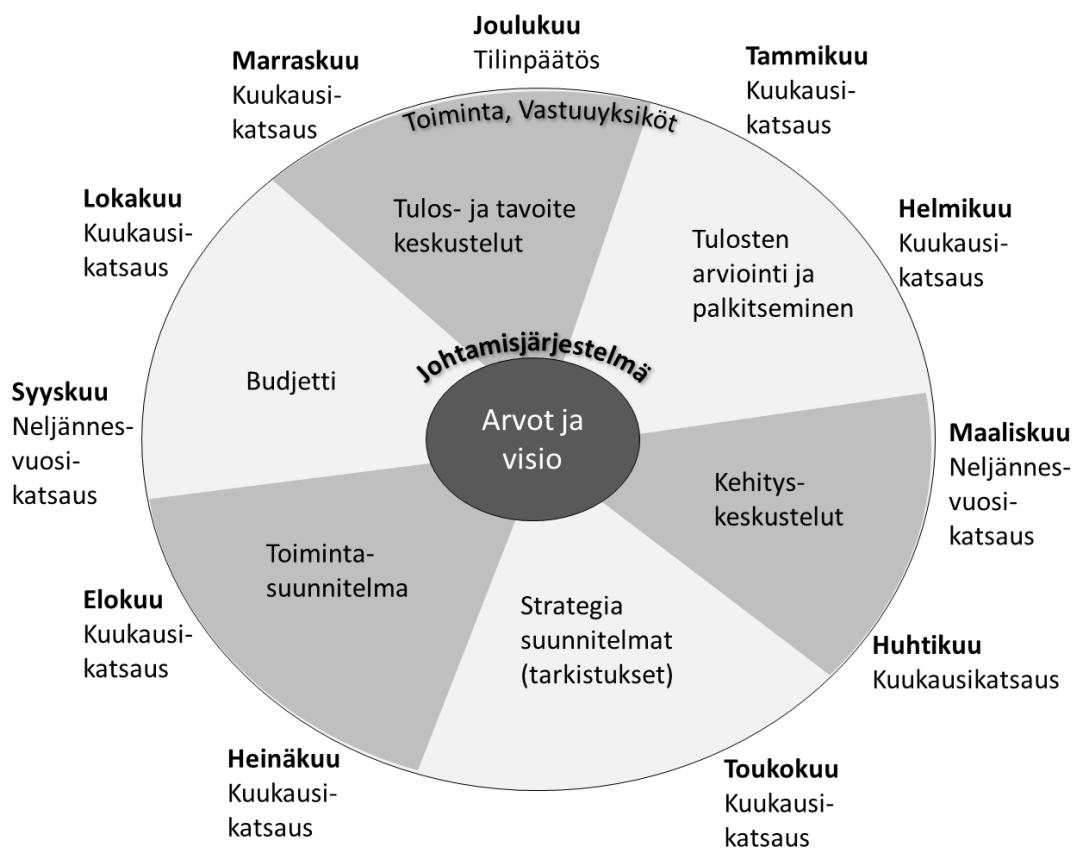 Joulukuu
Tilinpäätös
Tammikuu
Kuukausi-
katsaus
Helmikuu
Kuukausi-
katsaus
Maaliskuu
Neljännes-
vuosi-
katsaus
Huhtikuu
Kuukausikatsaus
Toukokuu
Kuukausi-
katsaus
Heinäkuu
Kuukausi-
katsaus
Elokuu
Kuukausi-
katsaus
Syyskuu
Neljännes-
vuosi-
katsaus
Lokakuu
Kuukausi-
katsaus
Marraskuu
Kuukausi-
katsaus
Toiminta, Vastuuyksiköt
Tulos- ja tavoite
keskustelut
Tulosten
arviointi ja
palkitseminen
Kehitys-
keskustelut
Strategia
suunnitelmat
(tarkistukset)
Toiminta-
suunnitelma
Budjetti
Johtamisjärjestelmä
Arvot ja
visio